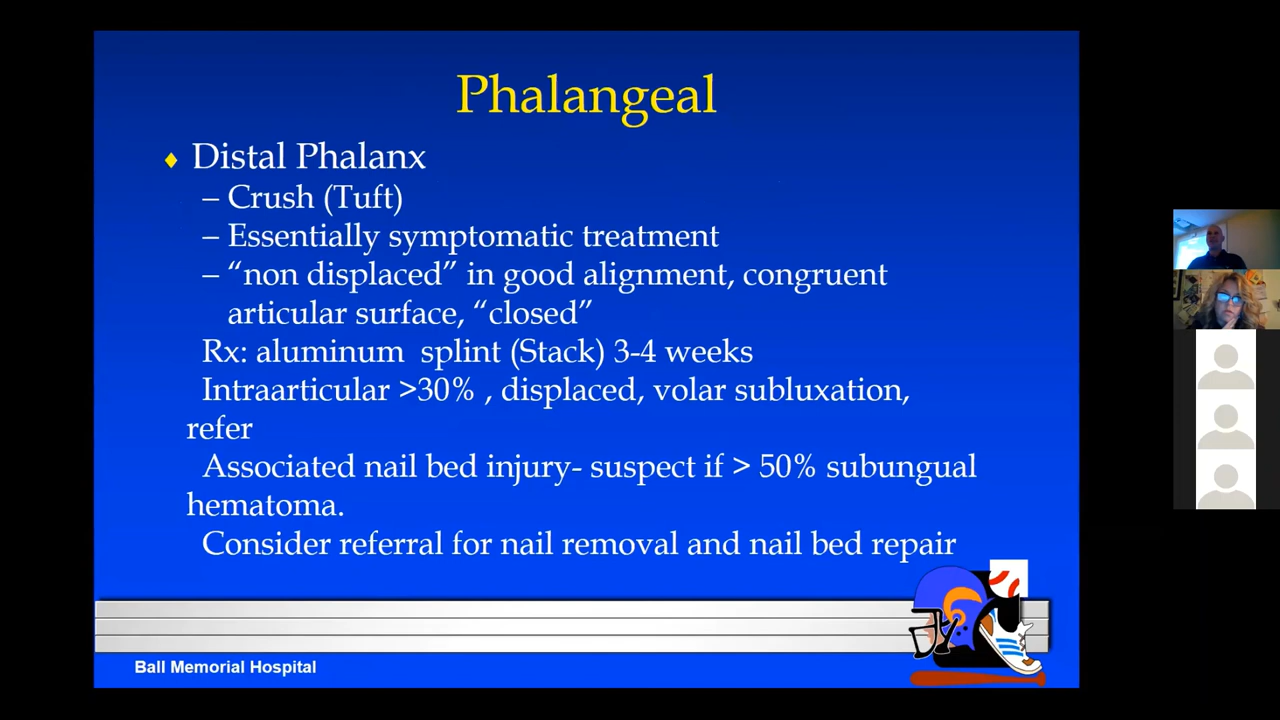 Phalangeal
♦ Distal Phalanx
– Crush (Tuft)
– Essentially symptomatic treatment
– “non displaced” in good alignment, congruent
articular surface, “closed”
Rx: aluminum splint (Stack) 3-4 weeks
Intraarticular >30% , displaced, volar subluxation,
refer
Associated nail bed injury- suspect if > 50% subungual
hematoma.
Consider referral for nail removal and nail bed repair
Ball Memorial Hospital